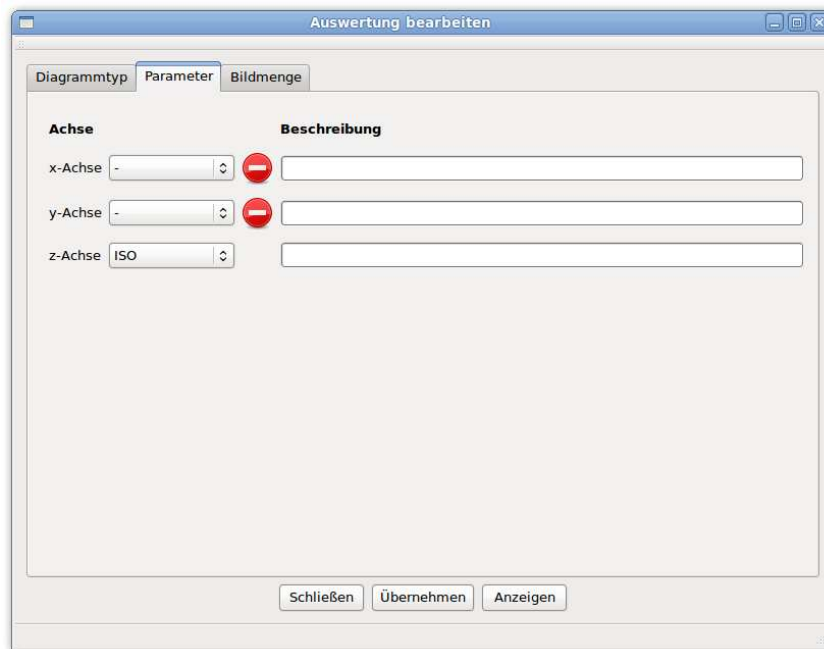 Auswertung bearbeiten
Diagrammtyp Parameter Bildmenge
Achse Beschreibung
x-Achse -
y-Achse -
z-Achse ISO
Schließen Übernehmen Anzeigen